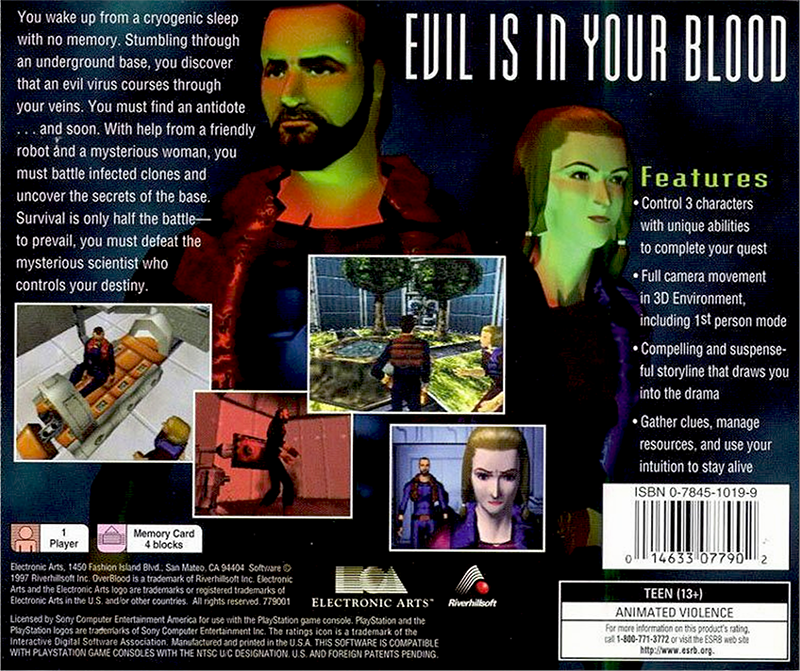 You wake up from a cryogenic sleep
with no memory. Stumbling through
an underground base, you discover
that an evil virus courses through
your veins. You must find an antidote
. . . and soon. With help from a friendly
robot and a mysterious woman, you
must battle infected clones and
uncover the secrets of the base.
Survival is only half the battle—
to prevail, you must defeat the
mysterious scientist who
controls your destiny.
EVIL IS IN YOUR BLOOD
Features
• Control 3 characters
with unique abilities
to complete your quest
• Full camera movement
in 3D Environment,
including 1st person mode
• Compelling and suspense-
ful storyline that draws you
into the drama
• Gather clues, manage
resources, and use your
intuition to stay alive
ISBN 0-7845-1019-9
0 14633 07790 2
1
Player
Memory Card
4 blocks
Electronic Arts, 1450 Fashion Island Blvd., San Mateo, CA 94404 Software ©
1997 Riverhillsoft Inc. OverBlood is a trademark of Riverhillsoft Inc. Electronic
Arts and the Electronic Arts logo are trademarks or registered trademarks of
Electronic Arts in the U.S. and/or other countries. All rights reserved. 779001
ELECTRONIC ARTS™
Riverhillsoft
Licensed by Sony Computer Entertainment America for use with the PlayStation game console. PlayStation and the
PlayStation logos are trademarks of Sony Computer Entertainment Inc. The ratings icon is a trademark of the
Interactive Digital Software Association. Manufactured and printed in the U.S.A. THIS SOFTWARE IS COMPATIBLE
WITH PLAYSTATION GAME CONSOLES WITH THE NTSC U/C DESIGNATION. U.S. AND FOREIGN PATENTS PENDING.
TEEN (13+)
ANIMATED VIOLENCE
For more information on this product's rating,
call 1-800-771-3772 or visit the ESRB web site
http://www.esrb.org.